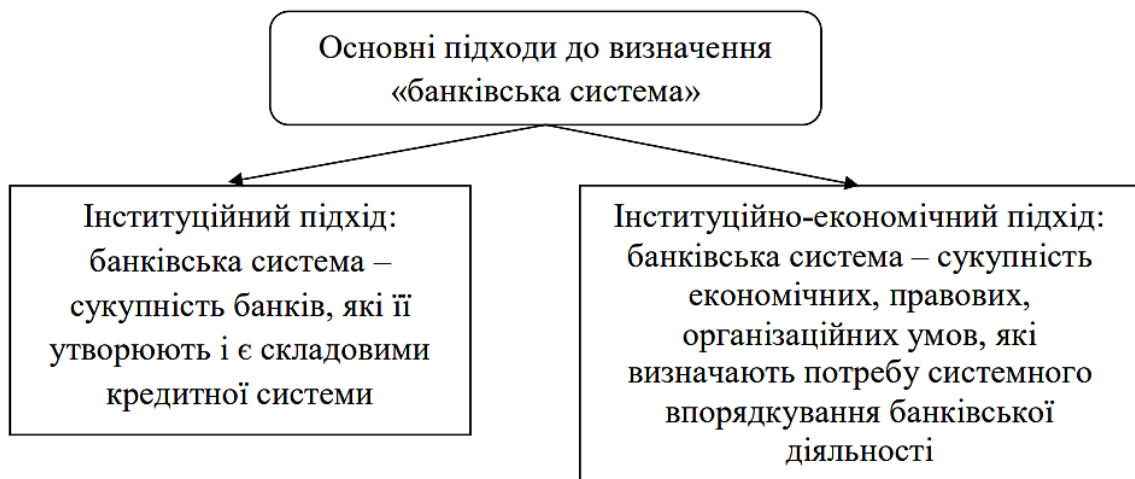 Основні підходи до визначення
«банківська система»
Інституційний підхід:
банківська система –
сукупність банків, які її
утворюють і є складовими
кредитної системи
Інституційно-економічний підхід:
банківська система – сукупність
економічних, правових,
організаційних умов, які
визначають потребу системного
впорядкування банківської
діяльності